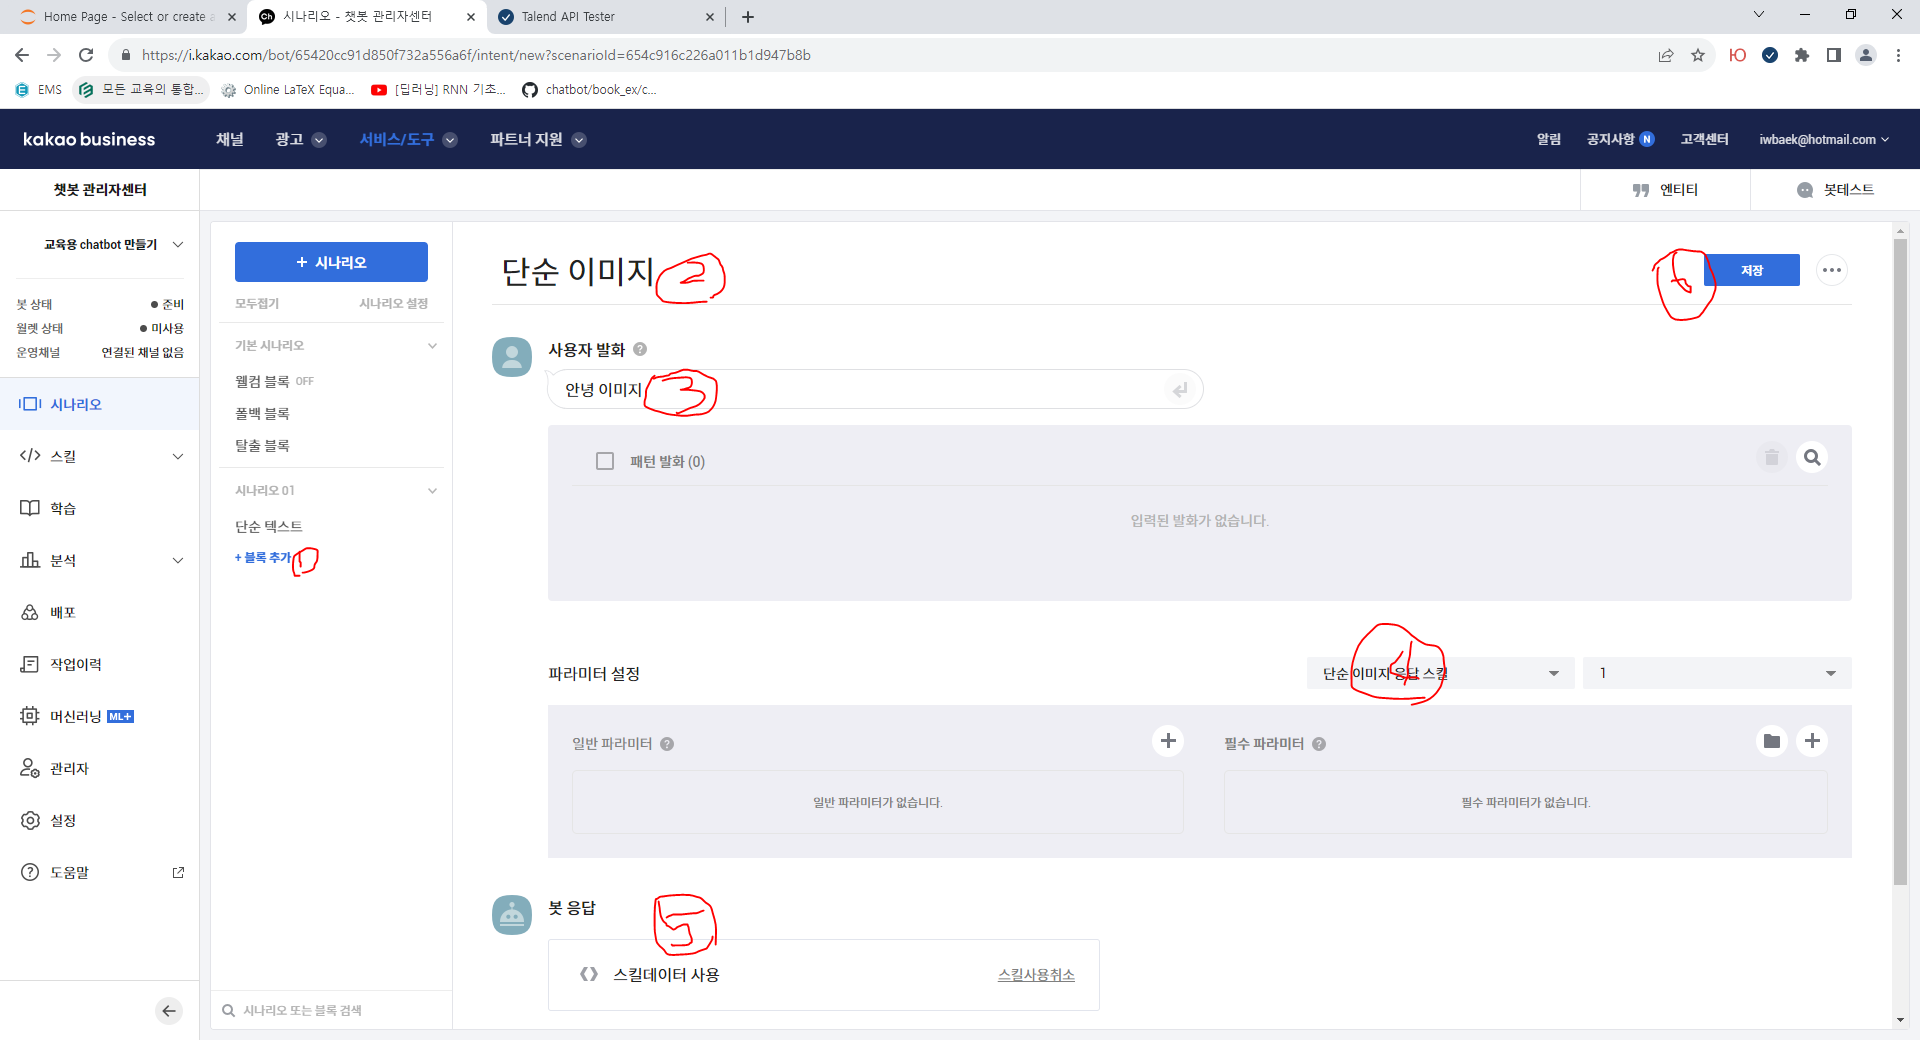 Home Page - Select or create a
시나리오 - 챗봇 관리자센터
Talend API Tester
https://i.kakao.com/bot/65420cc91d850f732a556a6f/intent/new?scenarioId=654c916c226a011b1d947b8b
EMS
모든 교육의 통합...
Online LaTeX Equa...
[딥러닝] RNN 기초...
chatbot/book_ex/c...
kakao business
채널
광고
서비스/도구
파트너 지원
알림
공지사항 N
고객센터
iwbaek@hotmail.com
챗봇 관리자센터
엔티티
봇테스트
교육용 chatbot 만들기
봇 상태
준비
월렛 상태
미사용
운영채널
연결된 채널 없음
시나리오
스킬
학습
분석
배포
작업이력
머신러닝 ML+
관리자
설정
도움말
+ 시나리오
모두접기
시나리오 설정
기본 시나리오
웰컴 블록 OFF
폴백 블록
탈출 블록
시나리오 01
단순 텍스트
+ 블록 추가
1
시나리오 또는 블록 검색
단순 이미지
2
저장
사용자 발화
안녕 이미지
3
패턴 발화 (0)
입력된 발화가 없습니다.
파라미터 설정
단순 이미지 응답 스킬
4
1
일반 파라미터
필수 파라미터
일반 파라미터가 없습니다.
필수 파라미터가 없습니다.
봇 응답
5
스킬데이터 사용
스킬사용취소